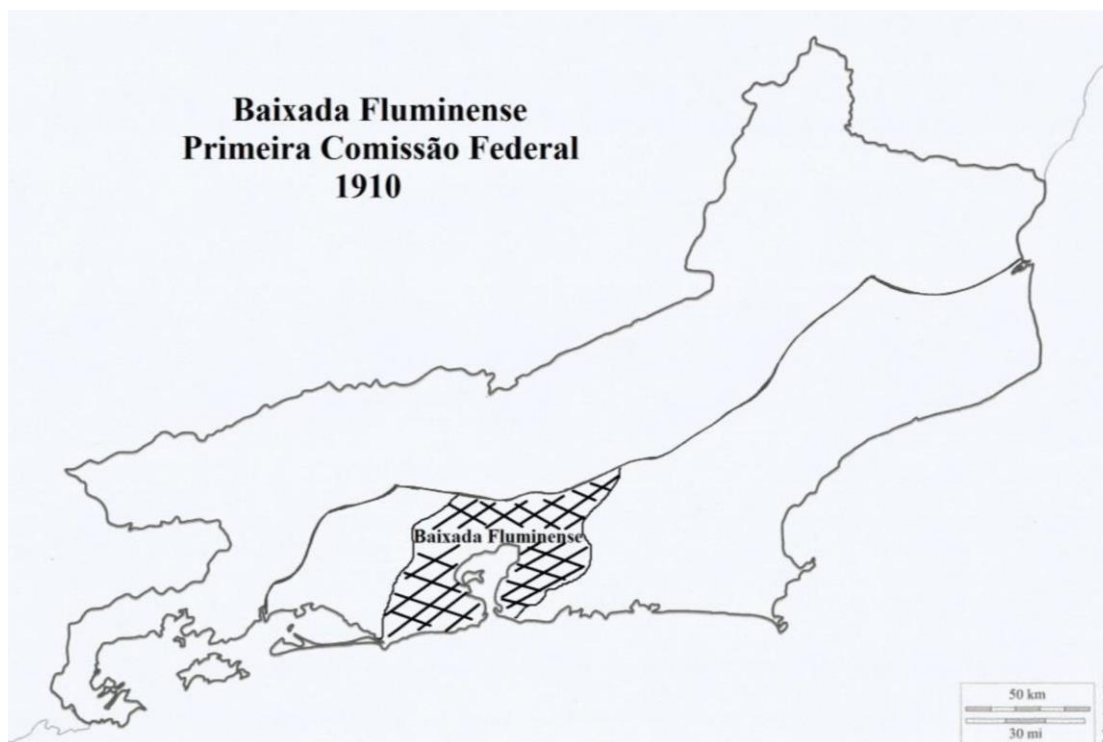 Baixada Fluminense
Primeira Comissão Federal
1910
Baixada Fluminense
50 km
30 mi